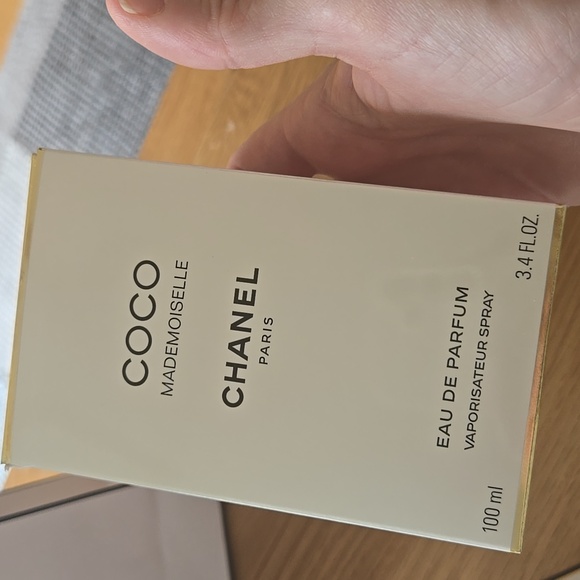 COCO
MADEMOISELLE
CHANEL
PARIS
EAU DE PARFUM
VAPORISATEUR SPRAY
100 ml
3.4 FL.OZ.